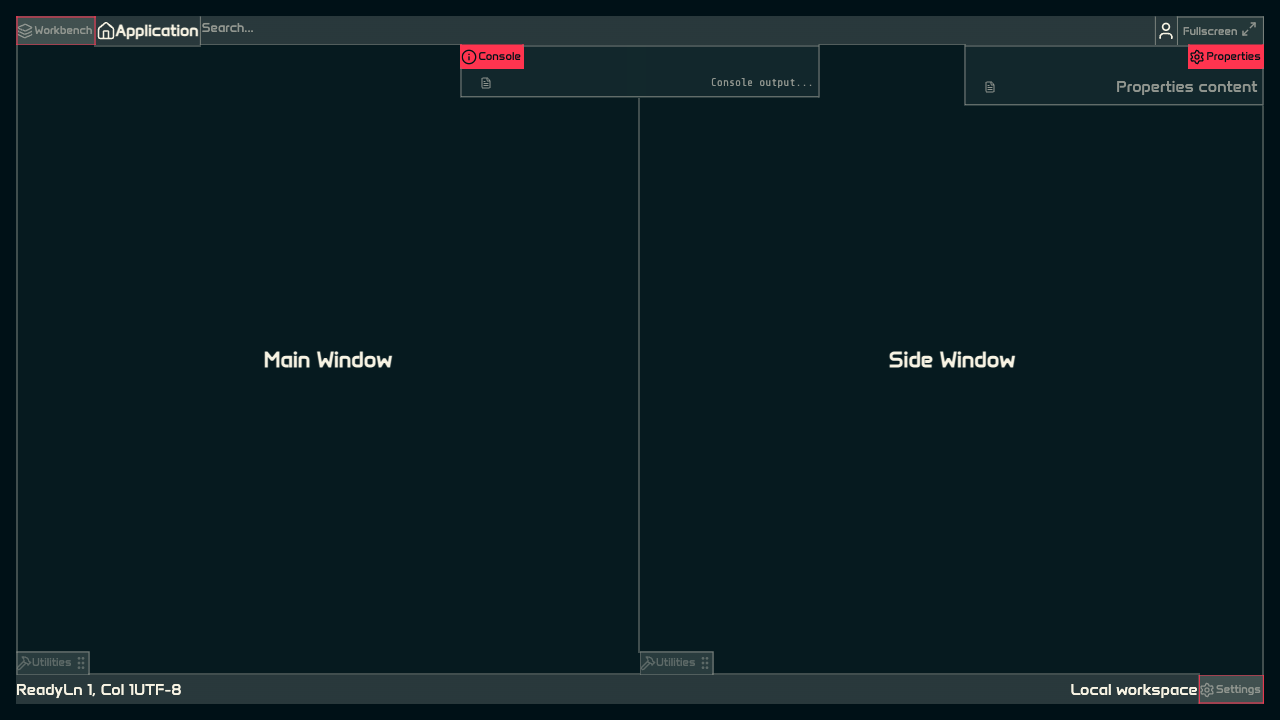 Workbench
Application
Search...
Fullscreen
Console
Console output...
Properties
Properties content
Main Window
Side Window
Utilities
Utilities
ReadyLn 1, Col 1UTF-8
Local workspace
Settings